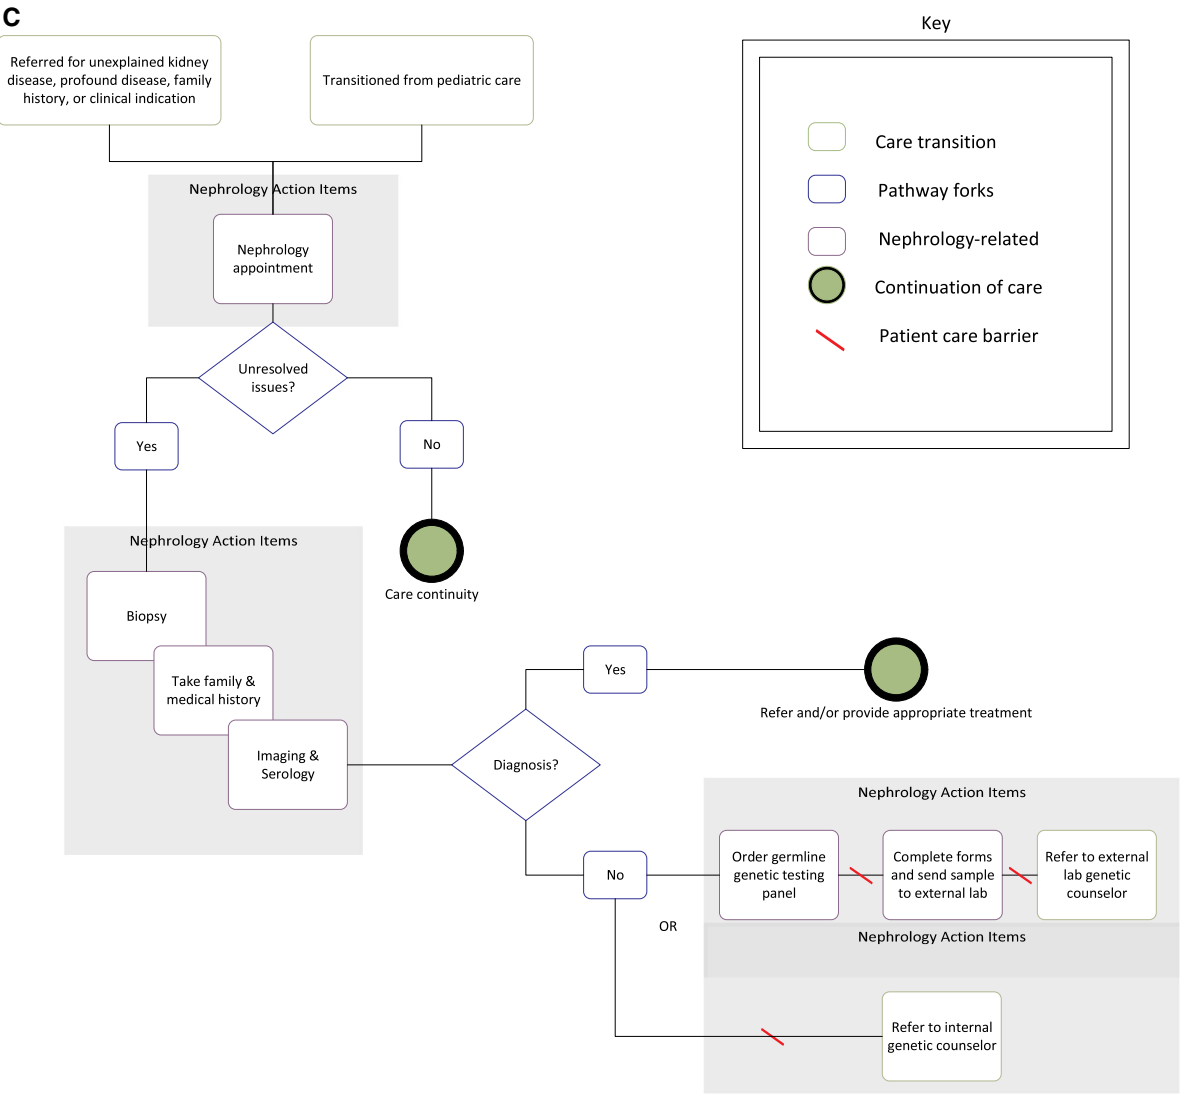 C
Key
Referred for unexplained kidney
disease, profound disease, family
history, or clinical indication
Transitioned from pediatric care
Care transition
Pathway forks
Nephrology-related
Continuation of care
Patient care barrier
Nephrology Action Items
Nephrology
appointment
Unresolved
issues?
Yes
No
Care continuity
Nephrology Action Items
Biopsy
Take family &
medical history
Imaging &
Serology
Diagnosis?
Yes
Refer and/or provide appropriate treatment
No
OR
Nephrology Action Items
Order germline
genetic testing
panel
Complete forms
and send sample
to external lab
Refer to external
lab genetic
counselor
Nephrology Action Items
Refer to internal
genetic counselor